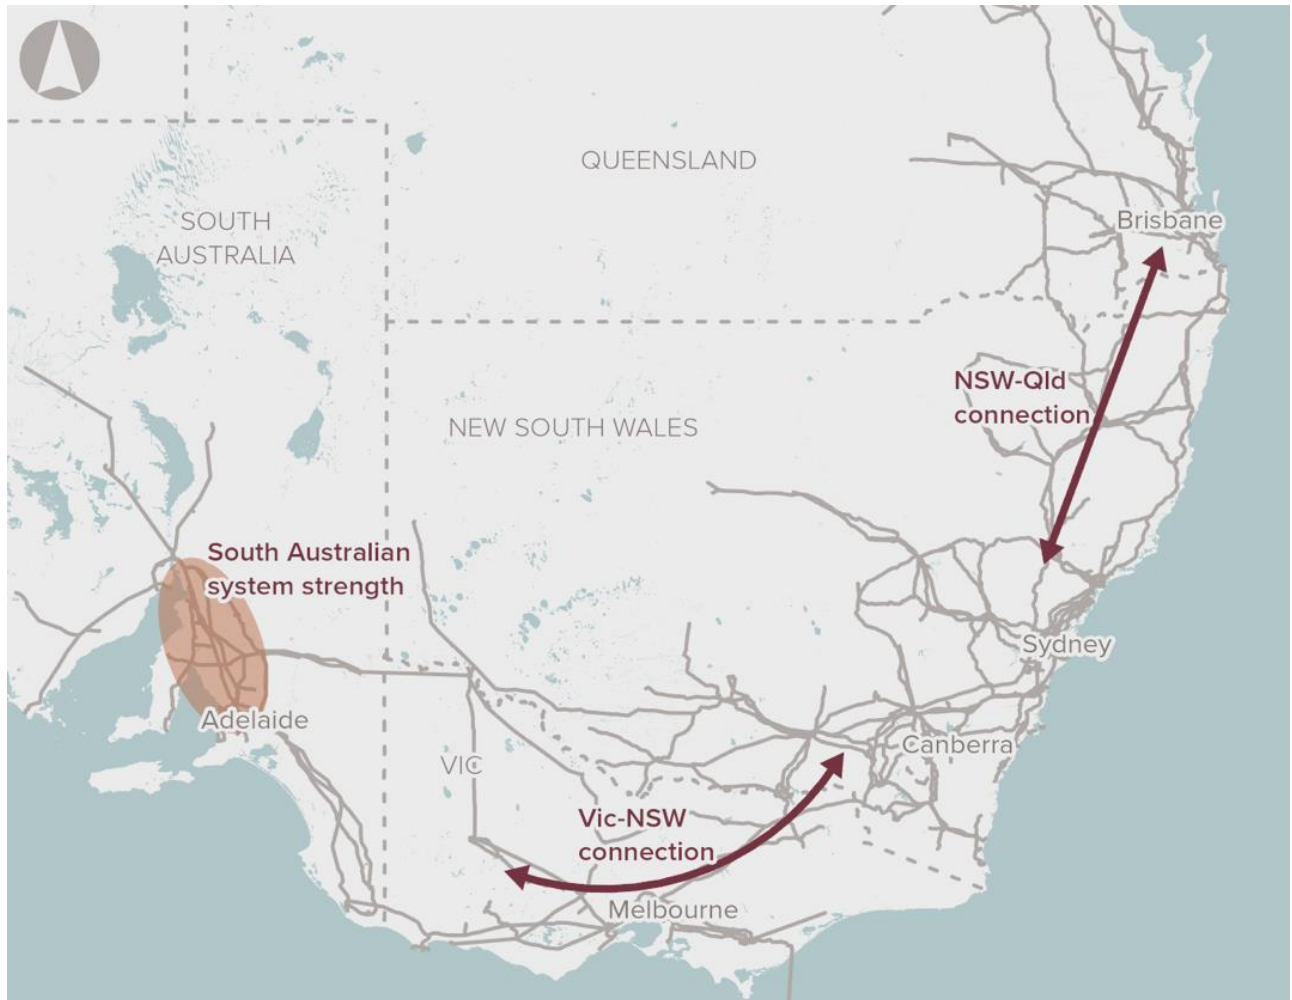 QUEENSLAND
SOUTH
AUSTRALIA
Brisbane
NSW-Qld
connection
NEW SOUTH WALES
South Australian
system strength
Sydney
Adelaide
Canberra
VIC
Vic-NSW
connection
Melbourne